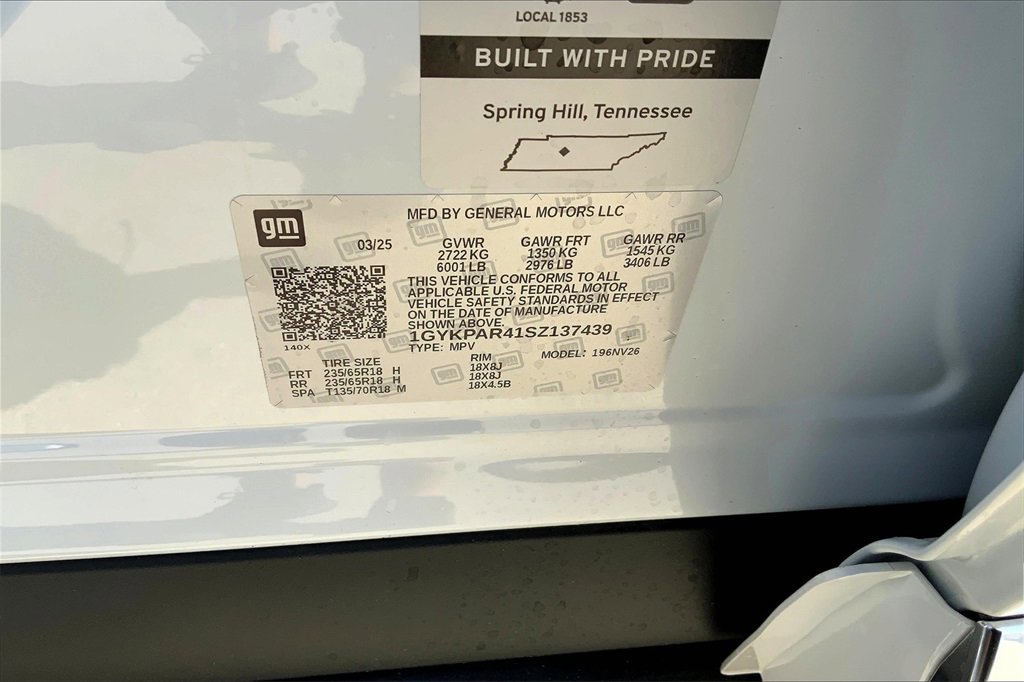 LOCAL 1853
BUILT WITH PRIDE
Spring Hill, Tennessee
gm
MFD BY GENERAL MOTORS LLC
03/25 GVWR GAWR FRT GAWR RR
2722 KG 1350 KG 1545 KG
6001 LB 2976 LB 3406 LB
THIS VEHICLE CONFORMS TO ALL
APPLICABLE U.S. FEDERAL MOTOR
VEHICLE SAFETY STANDARDS IN EFFECT
ON THE DATE OF MANUFACTURE
SHOWN ABOVE.
1GYKPAR41SZ137439
140X
TYPE: MPV MODEL: 196NV26
TIRE SIZE RIM
FRT 235/65R18 H 18X8J
RR 235/65R18 H 18X8J
SPA T135/70R18 M 18X4.5B